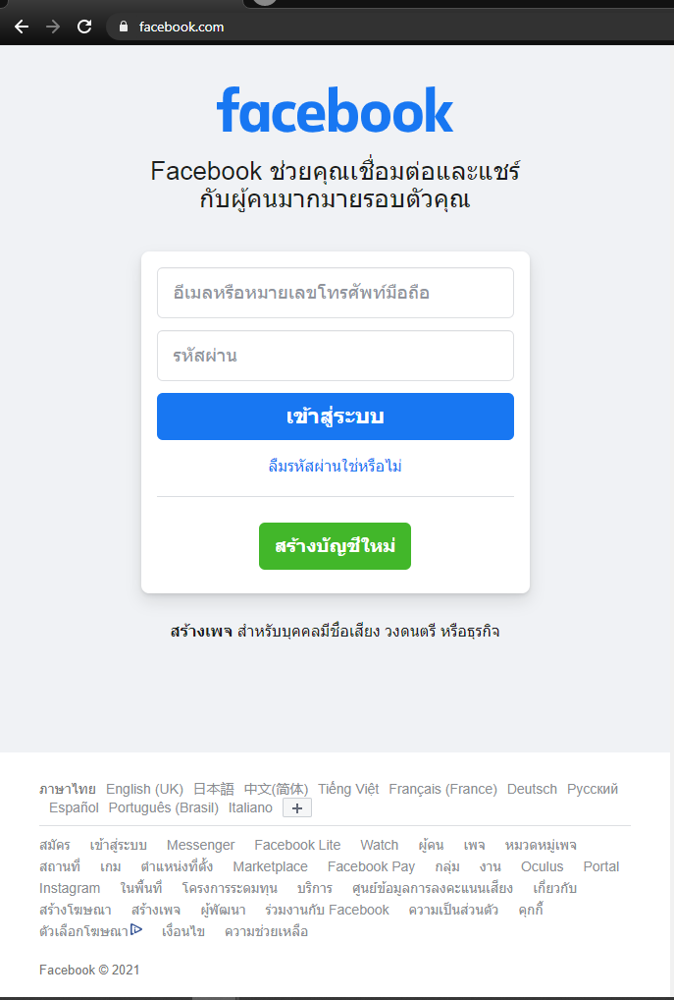 facebook.com
facebook
Facebook ช่วยคุณเชื่อมต่อและแชร์
กับผู้คนมากมายรอบตัวคุณ
อีเมลหรือหมายเลขโทรศัพท์มือถือ
รหัสผ่าน
เข้าสู่ระบบ
ลืมรหัสผ่านใช่หรือไม่
สร้างบัญชีใหม่
สร้างเพจ สำหรับบุคคลมีชื่อเสียง วงดนตรี หรือธุรกิจ
ภาษาไทย English (UK) 日本語 中文(简体) Tiếng Việt Français (France) Deutsch Русский
Español Português (Brasil) Italiano +
สมัคร เข้าสู่ระบบ Messenger Facebook Lite Watch ผู้คน เพจ หมวดหมู่เพจ
สถานที่ เกม ตำแหน่งที่ตั้ง Marketplace Facebook Pay กลุ่ม งาน Oculus Portal
Instagram ในพื้นที่ โครงการระดมทุน บริการ ศูนย์ข้อมูลการลงคะแนนเสียง เกี่ยวกับ
สร้างโฆษณา สร้างเพจ ผู้พัฒนา ร่วมงานกับ Facebook ความเป็นส่วนตัว คุกกี้
ตัวเลือกโฆษณา เงื่อนไข ความช่วยเหลือ
Facebook © 2021